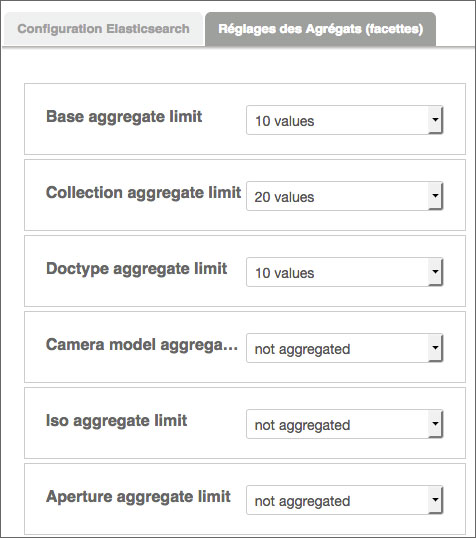 Configuration Elasticsearch
Réglages des Agrégats (facettes)
Base aggregate limit
10 values
Collection aggregate limit
20 values
Doctype aggregate limit
10 values
Camera model aggrega…
not aggregated
Iso aggregate limit
not aggregated
Aperture aggregate limit
not aggregated